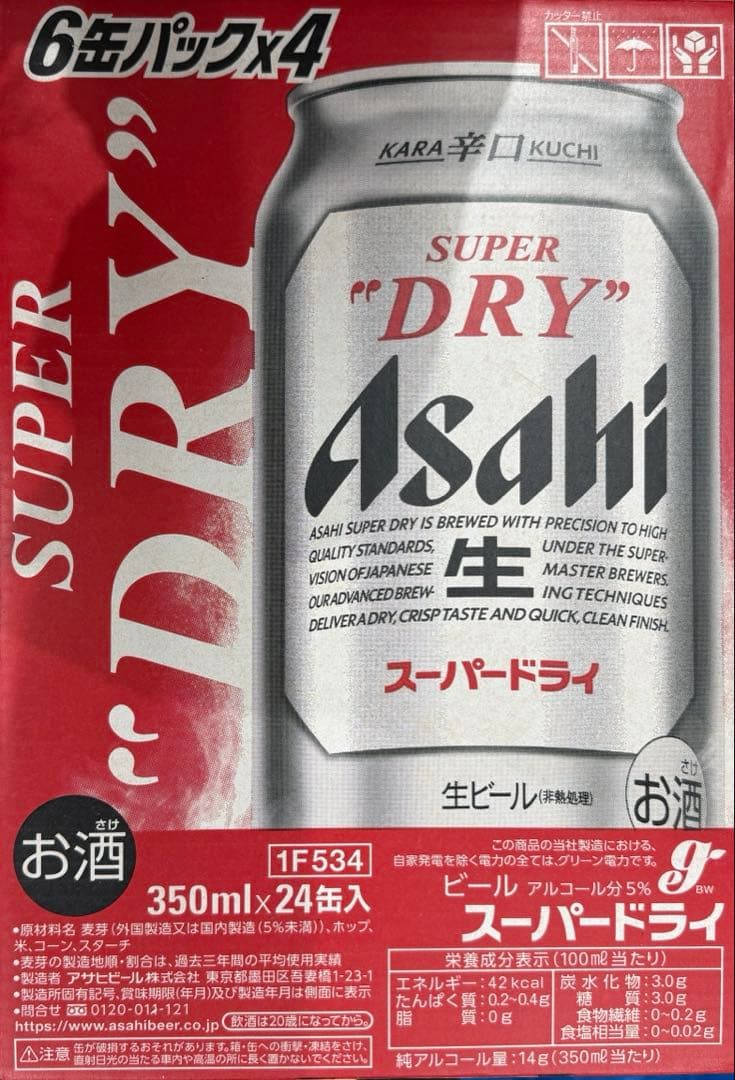 6缶パックx4
カッター禁止
KARA 辛口 KUCHI
SUPER
"DRY"
Asahi
ASAHI SUPER DRY IS BREWED WITH PRECISION TO HIGH
QUALITY STANDARDS, UNDER THE SUPER-
VISION OF JAPANESE MASTER BREWERS.
生
OUR ADVANCED BREW- ING TECHNIQUES
DELIVER A DRY, CRISP TASTE AND QUICK, CLEAN FINISH.
スーパードライ
生ビール(非熱処理)
さけ
お酒
SUPER
"DRY"
さけ
お酒
1F534
350ml×24缶入
この商品の当社製造における、
自家発電を除く電力の全ては、グリーン電力です。
g
BW
ビール アルコール分5%
スーパードライ
•原材料名 麦芽(外国製造又は国内製造(5%未満))、ホップ、
米、コーン、スターチ
•麦芽の製造地順・割合は、過去三年間の平均使用実績
•製造者 アサヒビール株式会社 東京都墨田区吾妻橋1-23-1
•製造所固有記号、賞味期限(年月)及び製造年月は側面に表示
•問合せ 0120-011-121
https://www.asahibeer.co.jp 飲酒は20歳になってから。
⚠注意 缶が破損するおそれがあります。箱・缶への衝撃・凍結をさけ、
直射日光の当たる車内や高温の所に長く置かないでください。
栄養成分表示(100ml当たり)
エネルギー:42kcal
たんぱく質:0.2~0.4g
脂質:0g
炭水化物:3.0g
糖質:3.0g
食物繊維:0~0.2g
食塩相当量:0~0.02g
純アルコール量:14g(350ml当たり)